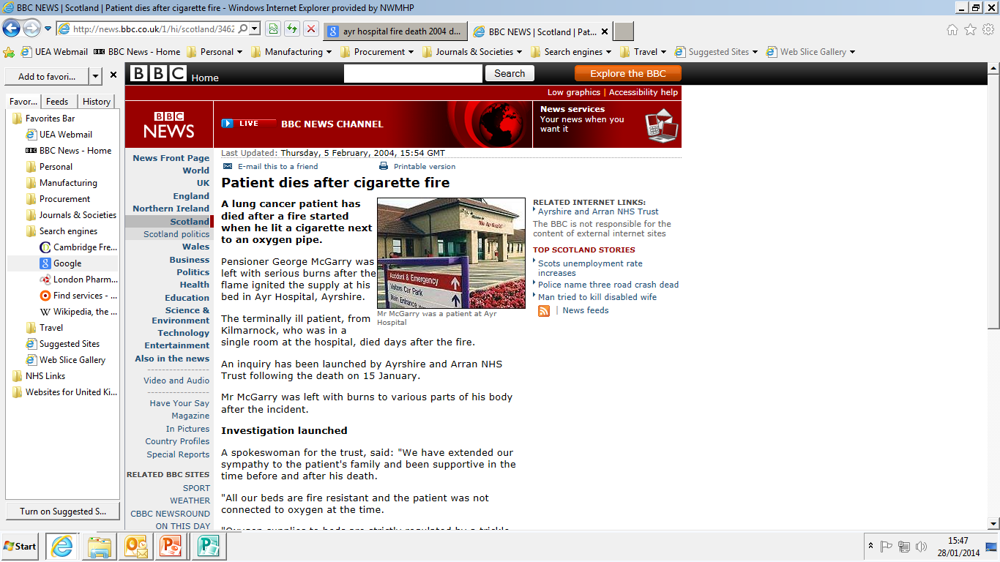 BBC NEWS | Scotland | Patient dies after cigarette fire - Windows Internet Explorer provided by NWMHP
http://news.bbc.co.uk/1/hi/scotland/3462
ayr hospital fire death 2004 d...
BBC NEWS | Scotland | Pat...
UEA Webmail
BBC News - Home
Personal
Manufacturing
Procurement
Journals & Societies
Search engines
Travel
Suggested Sites
Web Slice Gallery
Add to favori...
Favor...
Feeds
History
Favorites Bar
UEA Webmail
BBC News - Home
Personal
Manufacturing
Procurement
Journals & Societies
Search engines
Cambridge Fre...
Google
London Pharm...
Find services - ...
Wikipedia, the ...
Travel
Suggested Sites
Web Slice Gallery
NHS Links
Websites for United Ki...
Turn on Suggested S...
BBC Home
Search
Explore the BBC
Low graphics | Accessibility help
BBC NEWS
LIVE BBC NEWS CHANNEL
News services
Your news when you
want it
News Front Page
World
UK
England
Northern Ireland
Scotland
Scotland politics
Wales
Business
Politics
Health
Education
Science &
Environment
Technology
Entertainment
Also in the news
Video and Audio
Have Your Say
Magazine
In Pictures
Country Profiles
Special Reports
RELATED BBC SITES
SPORT
WEATHER
CBBC NEWSROUND
ON THIS DAY
Last Updated: Thursday, 5 February, 2004, 15:54 GMT
E-mail this to a friend
Printable version
Patient dies after cigarette fire
A lung cancer patient has
died after a fire started
when he lit a cigarette next
to an oxygen pipe.
Pensioner George McGarry was
left with serious burns after the
flame ignited the supply at his
bed in Ayr Hospital, Ayrshire.
The terminally ill patient, from
Kilmarnock, who was in a
single room at the hospital, died days after the fire.
An inquiry has been launched by Ayrshire and Arran NHS
Trust following the death on 15 January.
Mr McGarry was left with burns to various parts of his body
after the incident.
Investigation launched
A spokeswoman for the trust, said: "We have extended our
sympathy to the patient's family and been supportive in the
time before and after his death.
"All our beds are fire resistant and the patient was not
connected to oxygen at the time.
"Oxygen supplies to beds are strictly regulated by a trickle
The Ayr Hospital
Accident & Emergency
Visitors Car Park
Main Entrance
Mr McGarry was a patient at Ayr
Hospital
RELATED INTERNET LINKS:
Ayrshire and Arran NHS Trust
The BBC is not responsible for the
content of external internet sites
TOP SCOTLAND STORIES
Scots unemployment rate
increases
Police name three road crash dead
Man tried to kill disabled wife
| News feeds
Start
15:47
28/01/2014